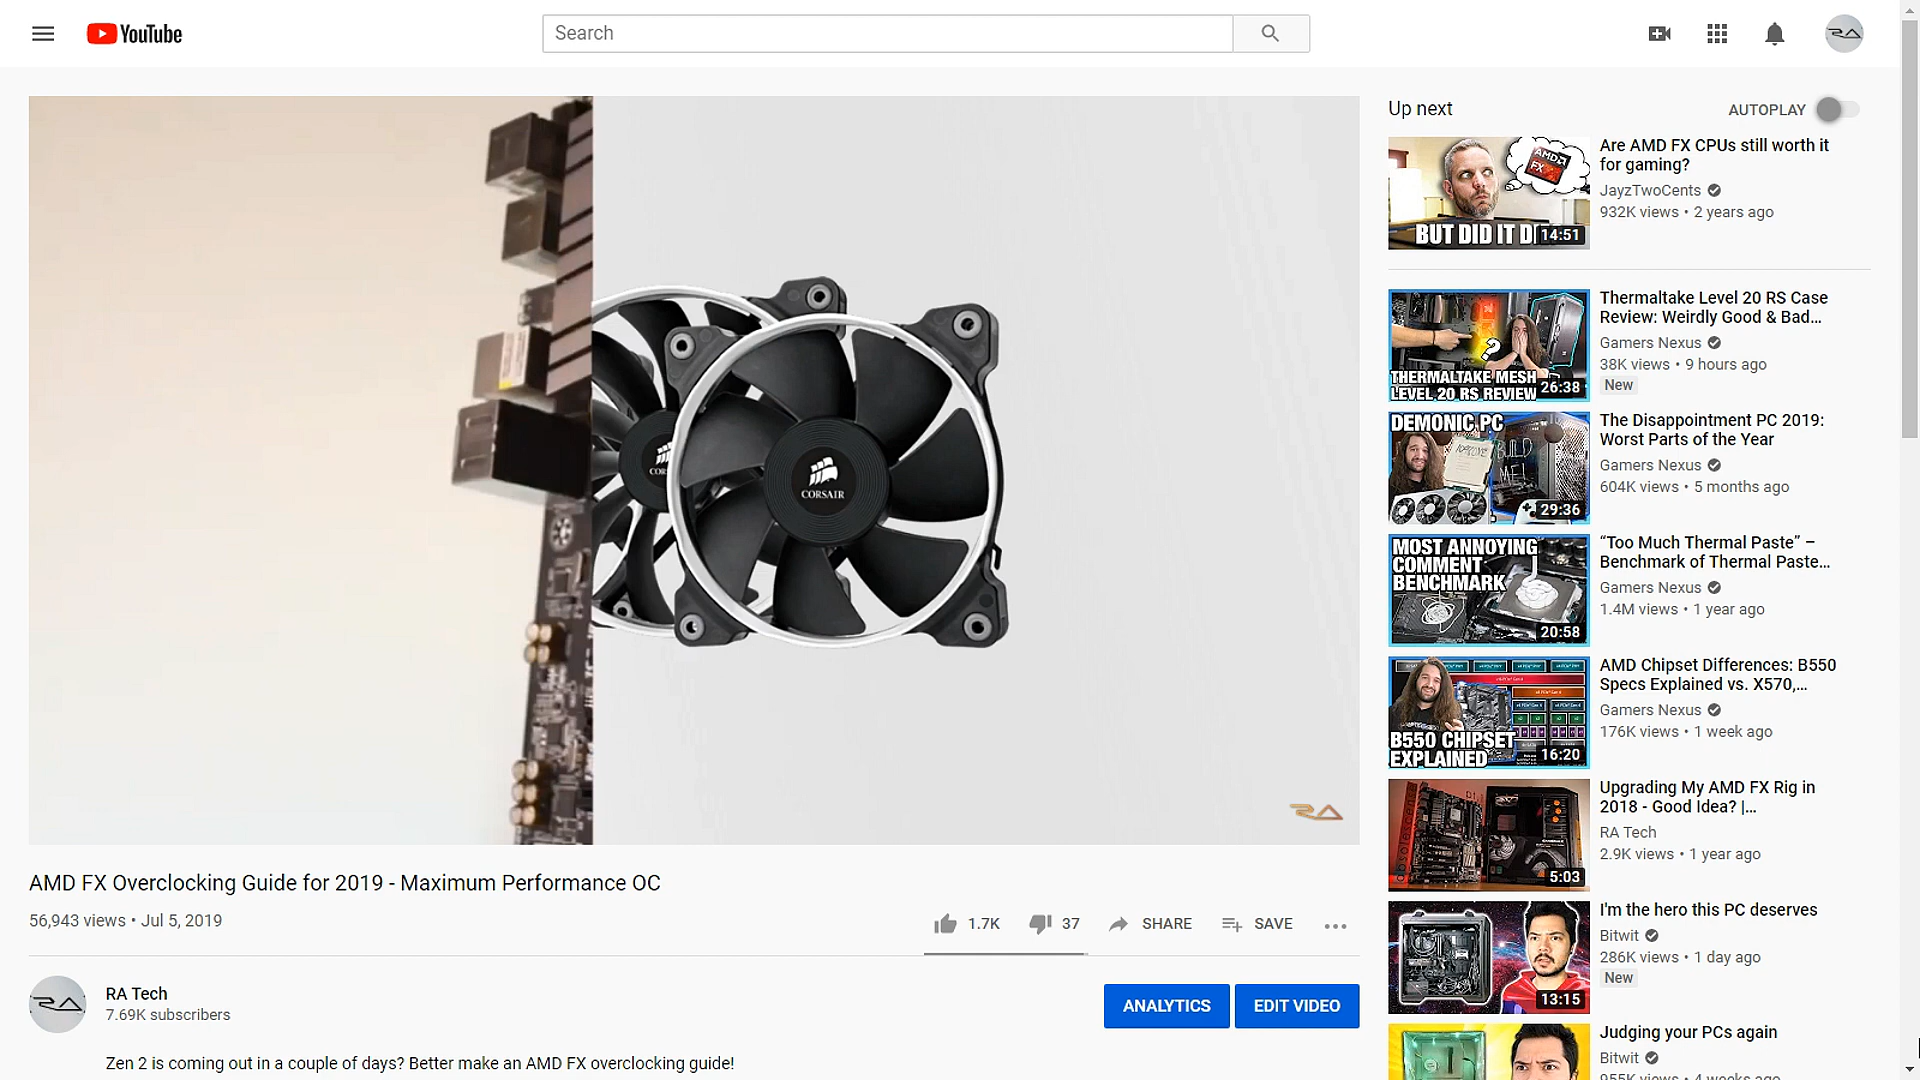 YouTube
Search
Up next
AUTOPLAY
CORSAIR
RA
AMD FX Overclocking Guide for 2019 - Maximum Performance OC
56,943 views • Jul 5, 2019
1.7K
37
SHARE
SAVE
RA Tech
7.69K subscribers
ANALYTICS
EDIT VIDEO
Zen 2 is coming out in a couple of days? Better make an AMD FX overclocking guide!
AMD
FX
BUT DID IT D
14:51
Are AMD FX CPUs still worth it
for gaming?
JayzTwoCents
932K views • 2 years ago
?
THERMALTAKE MESH
LEVEL 20 RS REVIEW
26:38
Thermaltake Level 20 RS Case
Review: Weirdly Good & Bad...
Gamers Nexus
38K views • 9 hours ago
New
DEMONIC PC
BUILD
ME!
29:36
The Disappointment PC 2019:
Worst Parts of the Year
Gamers Nexus
604K views • 5 months ago
MOST ANNOYING
COMMENT
BENCHMARK
20:58
“Too Much Thermal Paste” –
Benchmark of Thermal Paste...
Gamers Nexus
1.4M views • 1 year ago
B550 CHIPSET
EXPLAINED
16:20
AMD Chipset Differences: B550
Specs Explained vs. X570,...
Gamers Nexus
176K views • 1 week ago
5:03
Upgrading My AMD FX Rig in
2018 - Good Idea? |...
RA Tech
2.9K views • 1 year ago
13:15
I'm the hero this PC deserves
Bitwit
286K views • 1 day ago
New
Judging your PCs again
Bitwit
955K views • 4 weeks ago